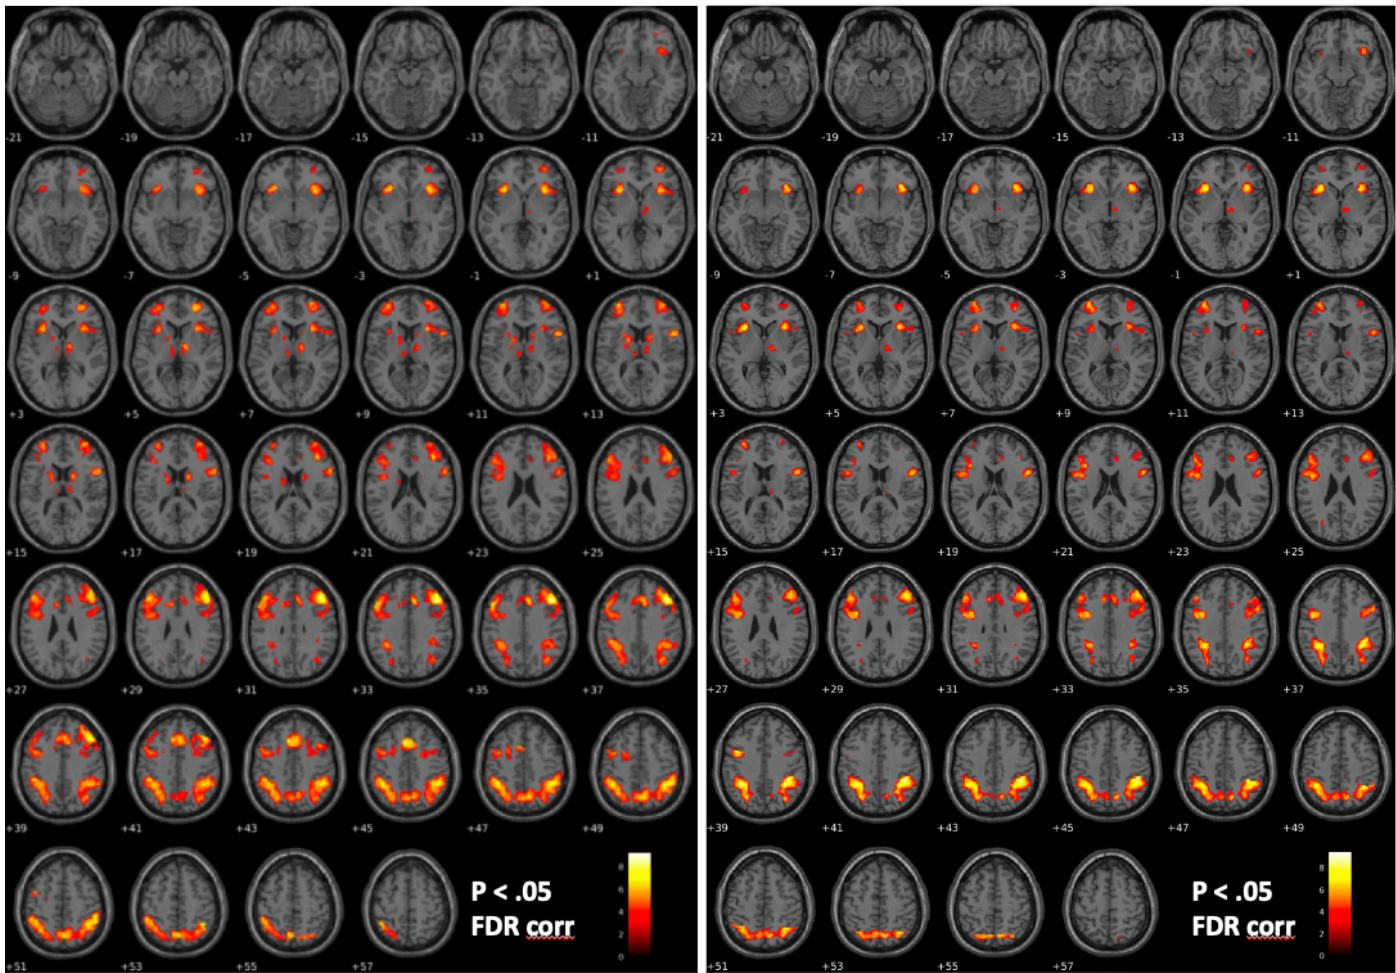 -21 -19 -17 -15 -13 -11
-9 -7 -5 -3 -1 +1
+3 +5 +7 +9 +11 +13
+15 +17 +19 +21 +23 +25
+27 +29 +31 +33 +35 +37
+39 +41 +43 +45 +47 +49
+51 +53 +55 +57
P < .05
FDR corr
8
6
4
2
0
-21 -19 -17 -15 -13 -11
-9 -7 -5 -3 -1 +1
+3 +5 +7 +9 +11 +13
+15 +17 +19 +21 +23 +25
+27 +29 +31 +33 +35 +37
+39 +41 +43 +45 +47 +49
+51 +53 +55 +57
P < .05
FDR corr
8
6
4
2
0